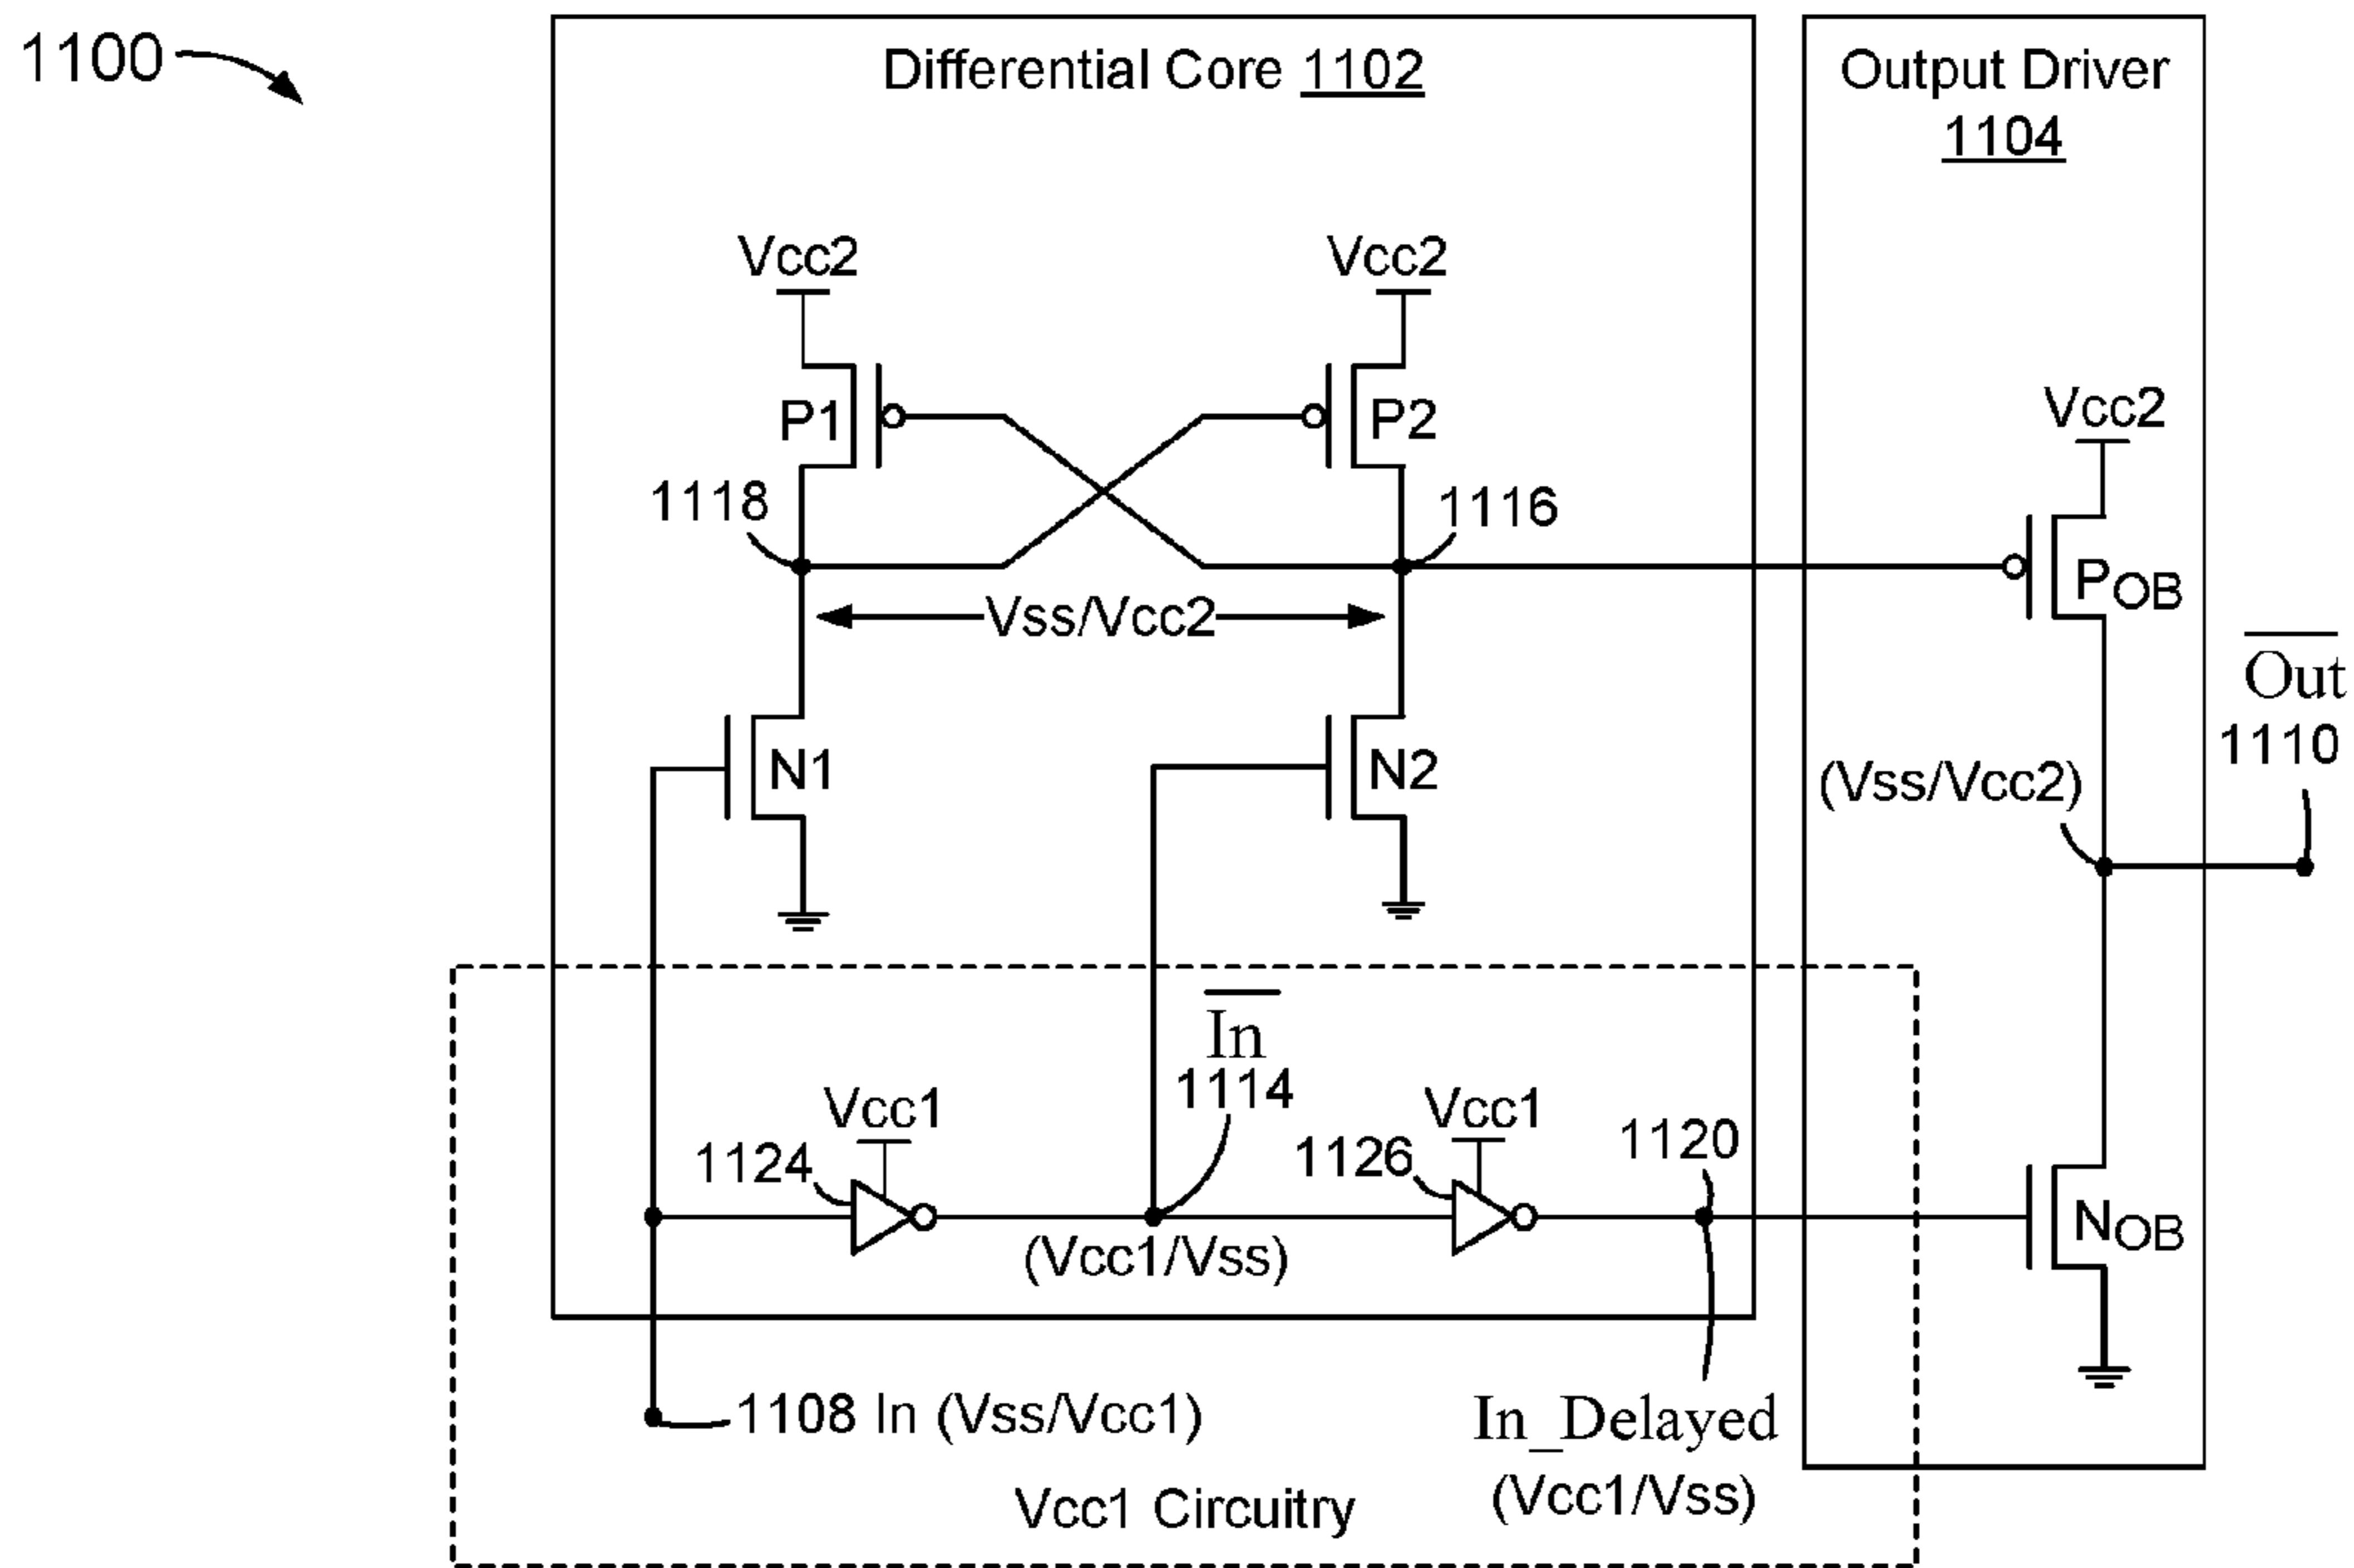 1100
Differential Core 1102
Output Driver
1104
Vcc2
Vcc2
P1
P2
Vcc2
1118
1116
POB
Vss/Vcc2
Out
1110
N1
N2
(Vss/Vcc2)
In
1114
Vcc1
Vcc1
1124
1126
1120
NOB
(Vcc1/Vss)
1108 In (Vss/Vcc1)
In_Delayed
(Vcc1/Vss)
Vcc1 Circuitry